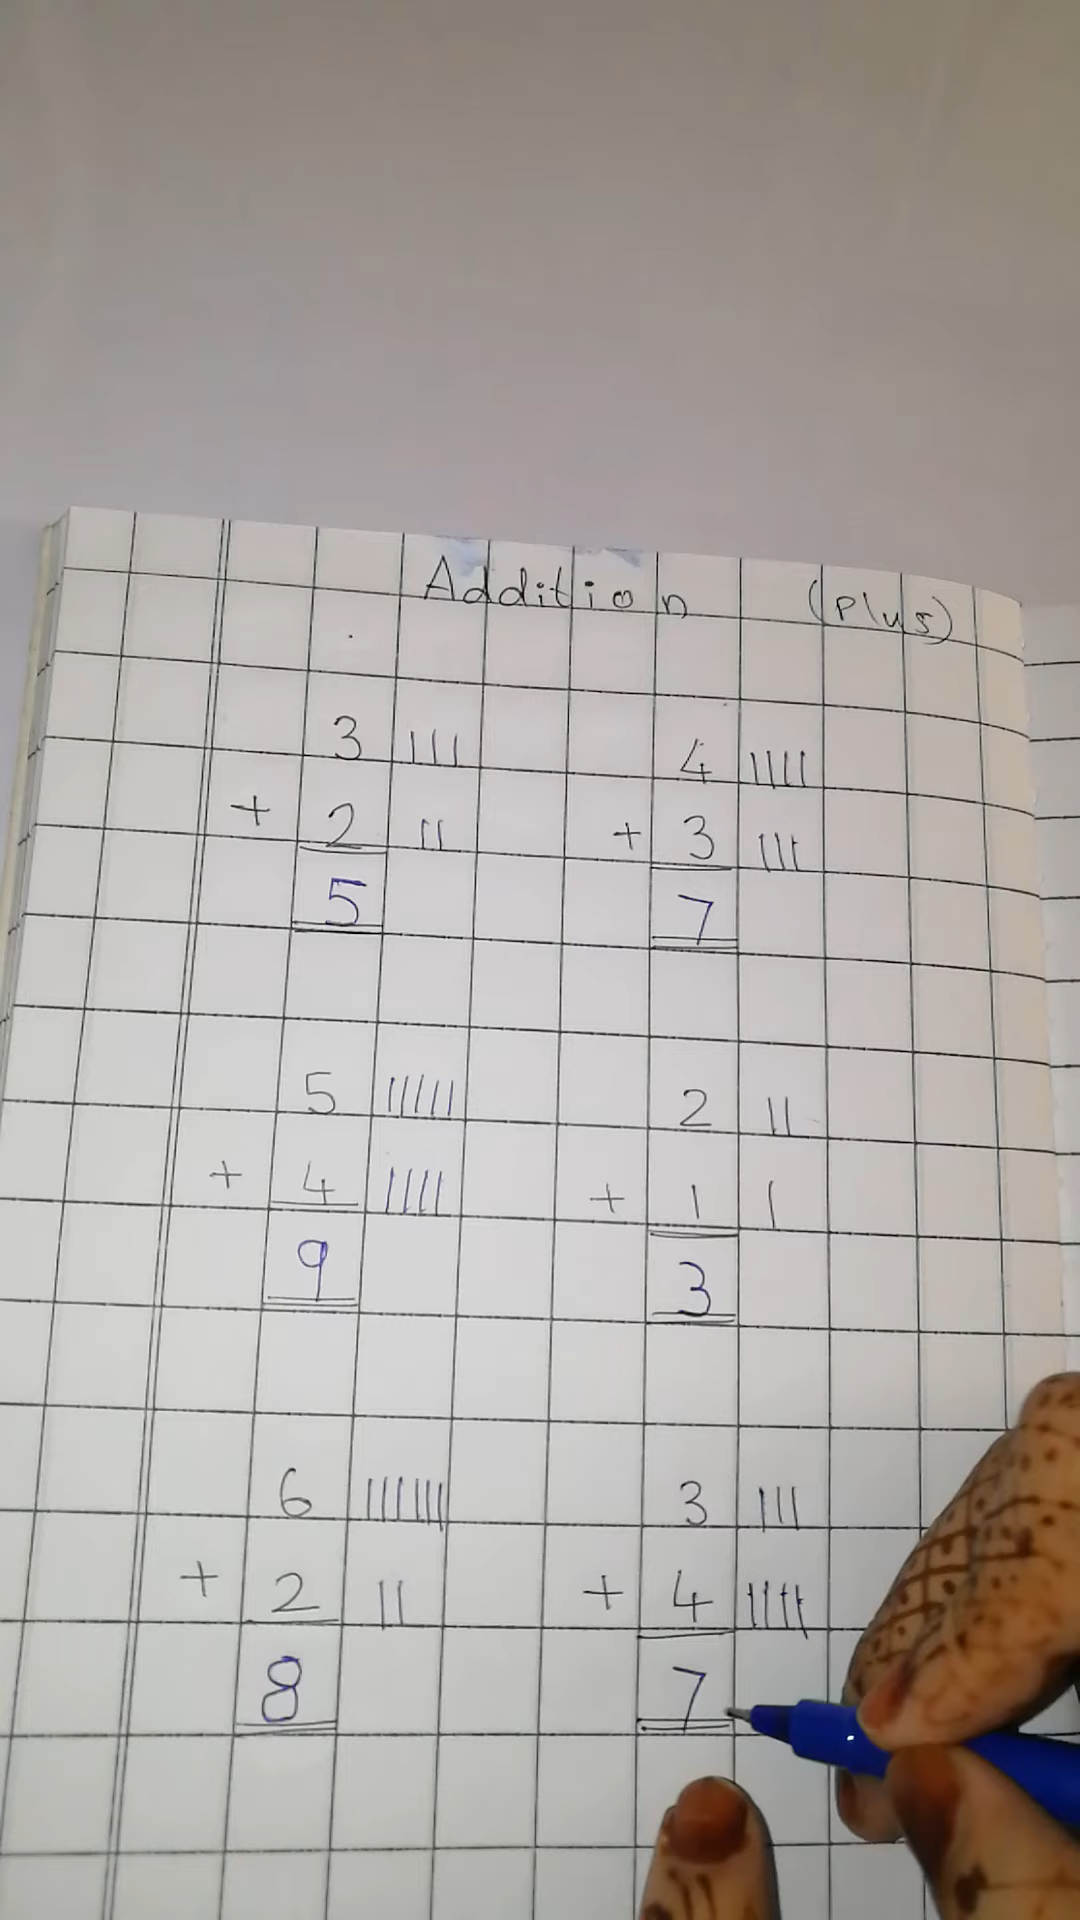 Addition (Plus)
3 ||| 4 ||||
+ 2 || + 3 |||
5 7
5 ||||| 2 ||
+ 4 |||| + 1 |
9 3
6 |||||| 3 |||
+ 2 || + 4 ||||
8 7